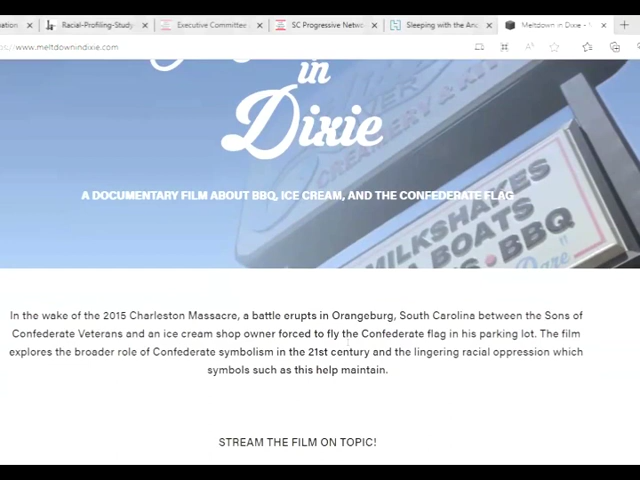 ation
Racial-Profiling-Study
Executive Committee
SC Progressive Netwo
Sleeping with the Anc
Meltdown in Dixie -
www.meltdownindixie.com
in
Dixie
CREAMERY &
A DOCUMENTARY FILM ABOUT BBQ, ICE CREAM, AND THE CONFEDERATE FLAG
MILKSHAKES
BOATS
BBQ
Dare"
In the wake of the 2015 Charleston Massacre, a battle erupts in Orangeburg, South Carolina between the Sons of
Confederate Veterans and an ice cream shop owner forced to fly the Confederate flag in his parking lot. The film
explores the broader role of Confederate symbolism in the 21st century and the lingering racial oppression which
symbols such as this help maintain.
STREAM THE FILM ON TOPIC!